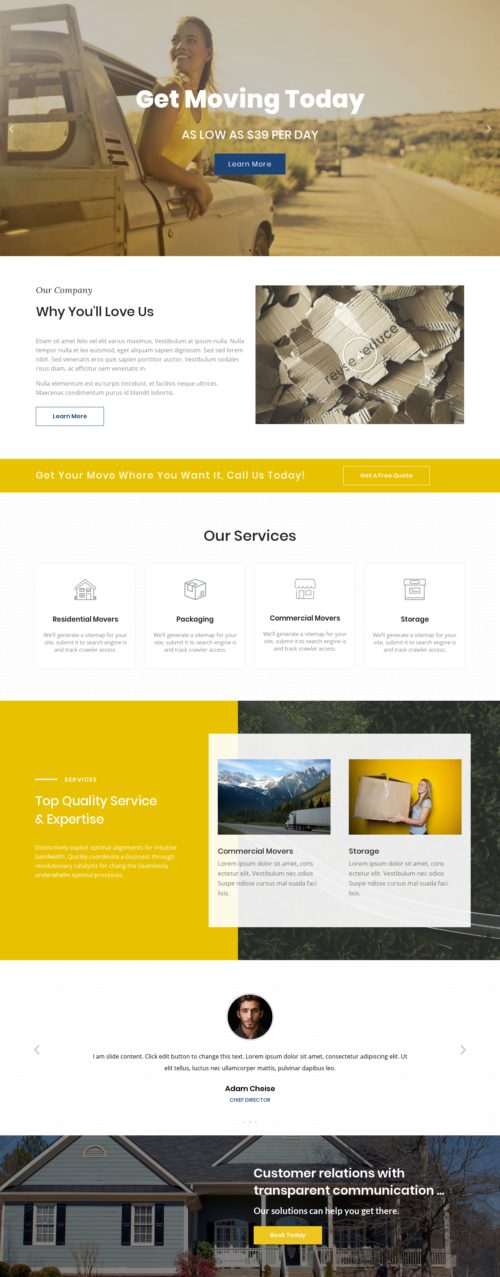 Get Moving Today
AS LOW AS $39 PER DAY
Learn More
Our Company
Why You'll Love Us
Etiam sit amet felis vel elit varius maximus. Vestibulum at ipsum nulla. Nulla
tempor nulla et leo euismod, eget aliquam sapien dignissim. Sed sed lorem
nibh. Sed venenatis eros quis sapien porttitor auctor. Vestibulum sodales
risus diam, ac efficitur sem venenatis in.
Nulla elementum est eu turpis tincidunt, et facilisis neque ultrices.
Maecenas condimentum purus id blandit lobortis.
Learn More
reuse
reduce
Get Your Move Where You Want It, Call Us Today!
Get A Free Quote
Our Services
Residential Movers
We'll generate a sitemap for your
site, submit it to search engine is
and track crawler access.
Packaging
We'll generate a sitemap for your
site, submit it to search engine is
and track crawler access.
Commercial Movers
We'll generate a sitemap for your
site, submit it to search engine is
and track crawler access.
Storage
We'll generate a sitemap for your
site, submit it to search engine is
and track crawler access.
SERVICES
Top Quality Service
& Expertise
Distinctively exploit optimal alignments for intuitive
bandwidth. Quickly coordinate e-business through
revolutionary catalysts for chang the Seamlessly
underwhelm optimal processes.
Commercial Movers
Lorem ipsum dolor sit amet, cons
ectetur elit. Vestibulum nec odios
Suspe ndisse cursus mal suada faci
lisis.
Storage
Lorem ipsum dolor sit amet, cons
ectetur elit. Vestibulum nec odios
Suspe ndisse cursus mal suada faci
lisis.
I am slide content. Click edit button to change this text. Lorem ipsum dolor sit amet, consectetur adipiscing elit. Ut
elit tellus, luctus nec ullamcorper mattis, pulvinar dapibus leo.
Adam Cheise
CHIEF DIRECTOR
Customer relations with
transparent communication ...
Our solutions can help you get there.
Book Today